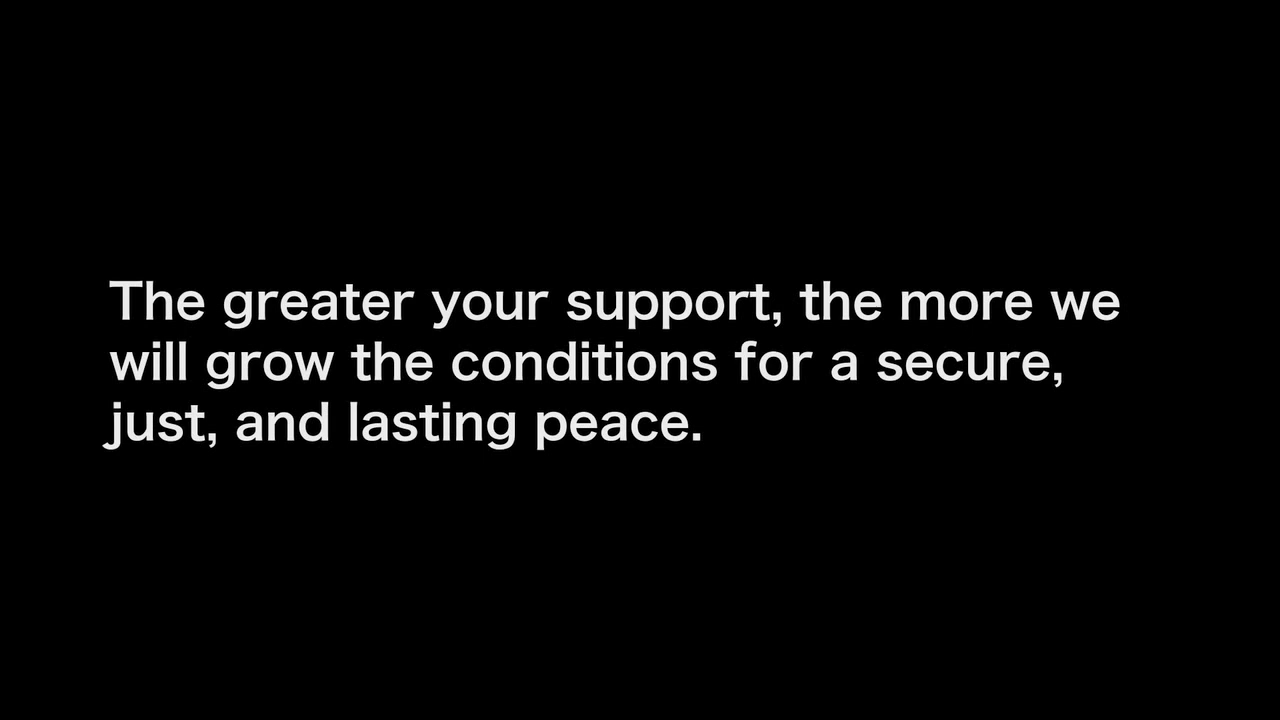 The greater your support, the more we
will grow the conditions for a secure,
just, and lasting peace.